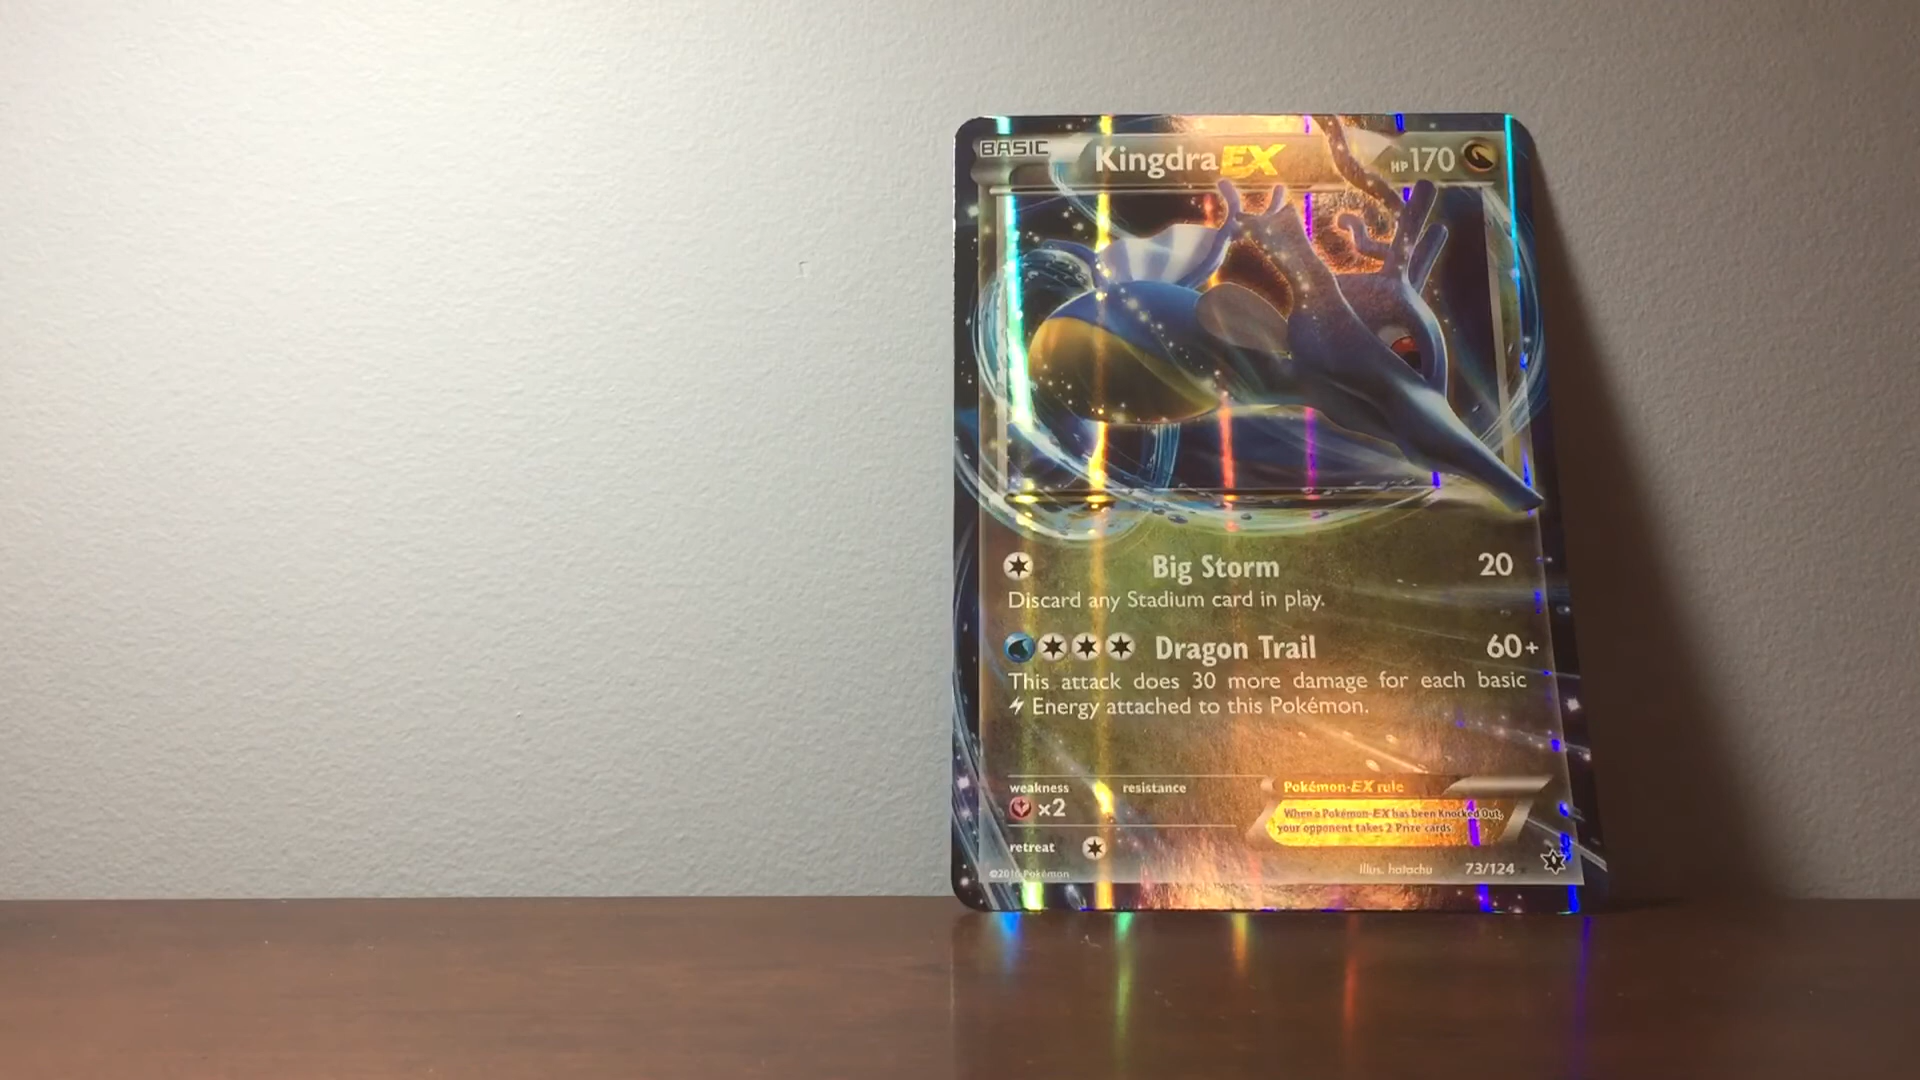 BASIC Kingdra EX HP 170
Big Storm 20
Discard any Stadium card in play.
Dragon Trail 60+
This attack does 30 more damage for each basic
Energy attached to this Pokémon.
weakness resistance Pokémon-EX rule
×2
When a Pokémon-EX has been Knocked Out,
your opponent takes 2 Prize cards.
retreat
©2016 Pokémon Illus. hatachu 73/124